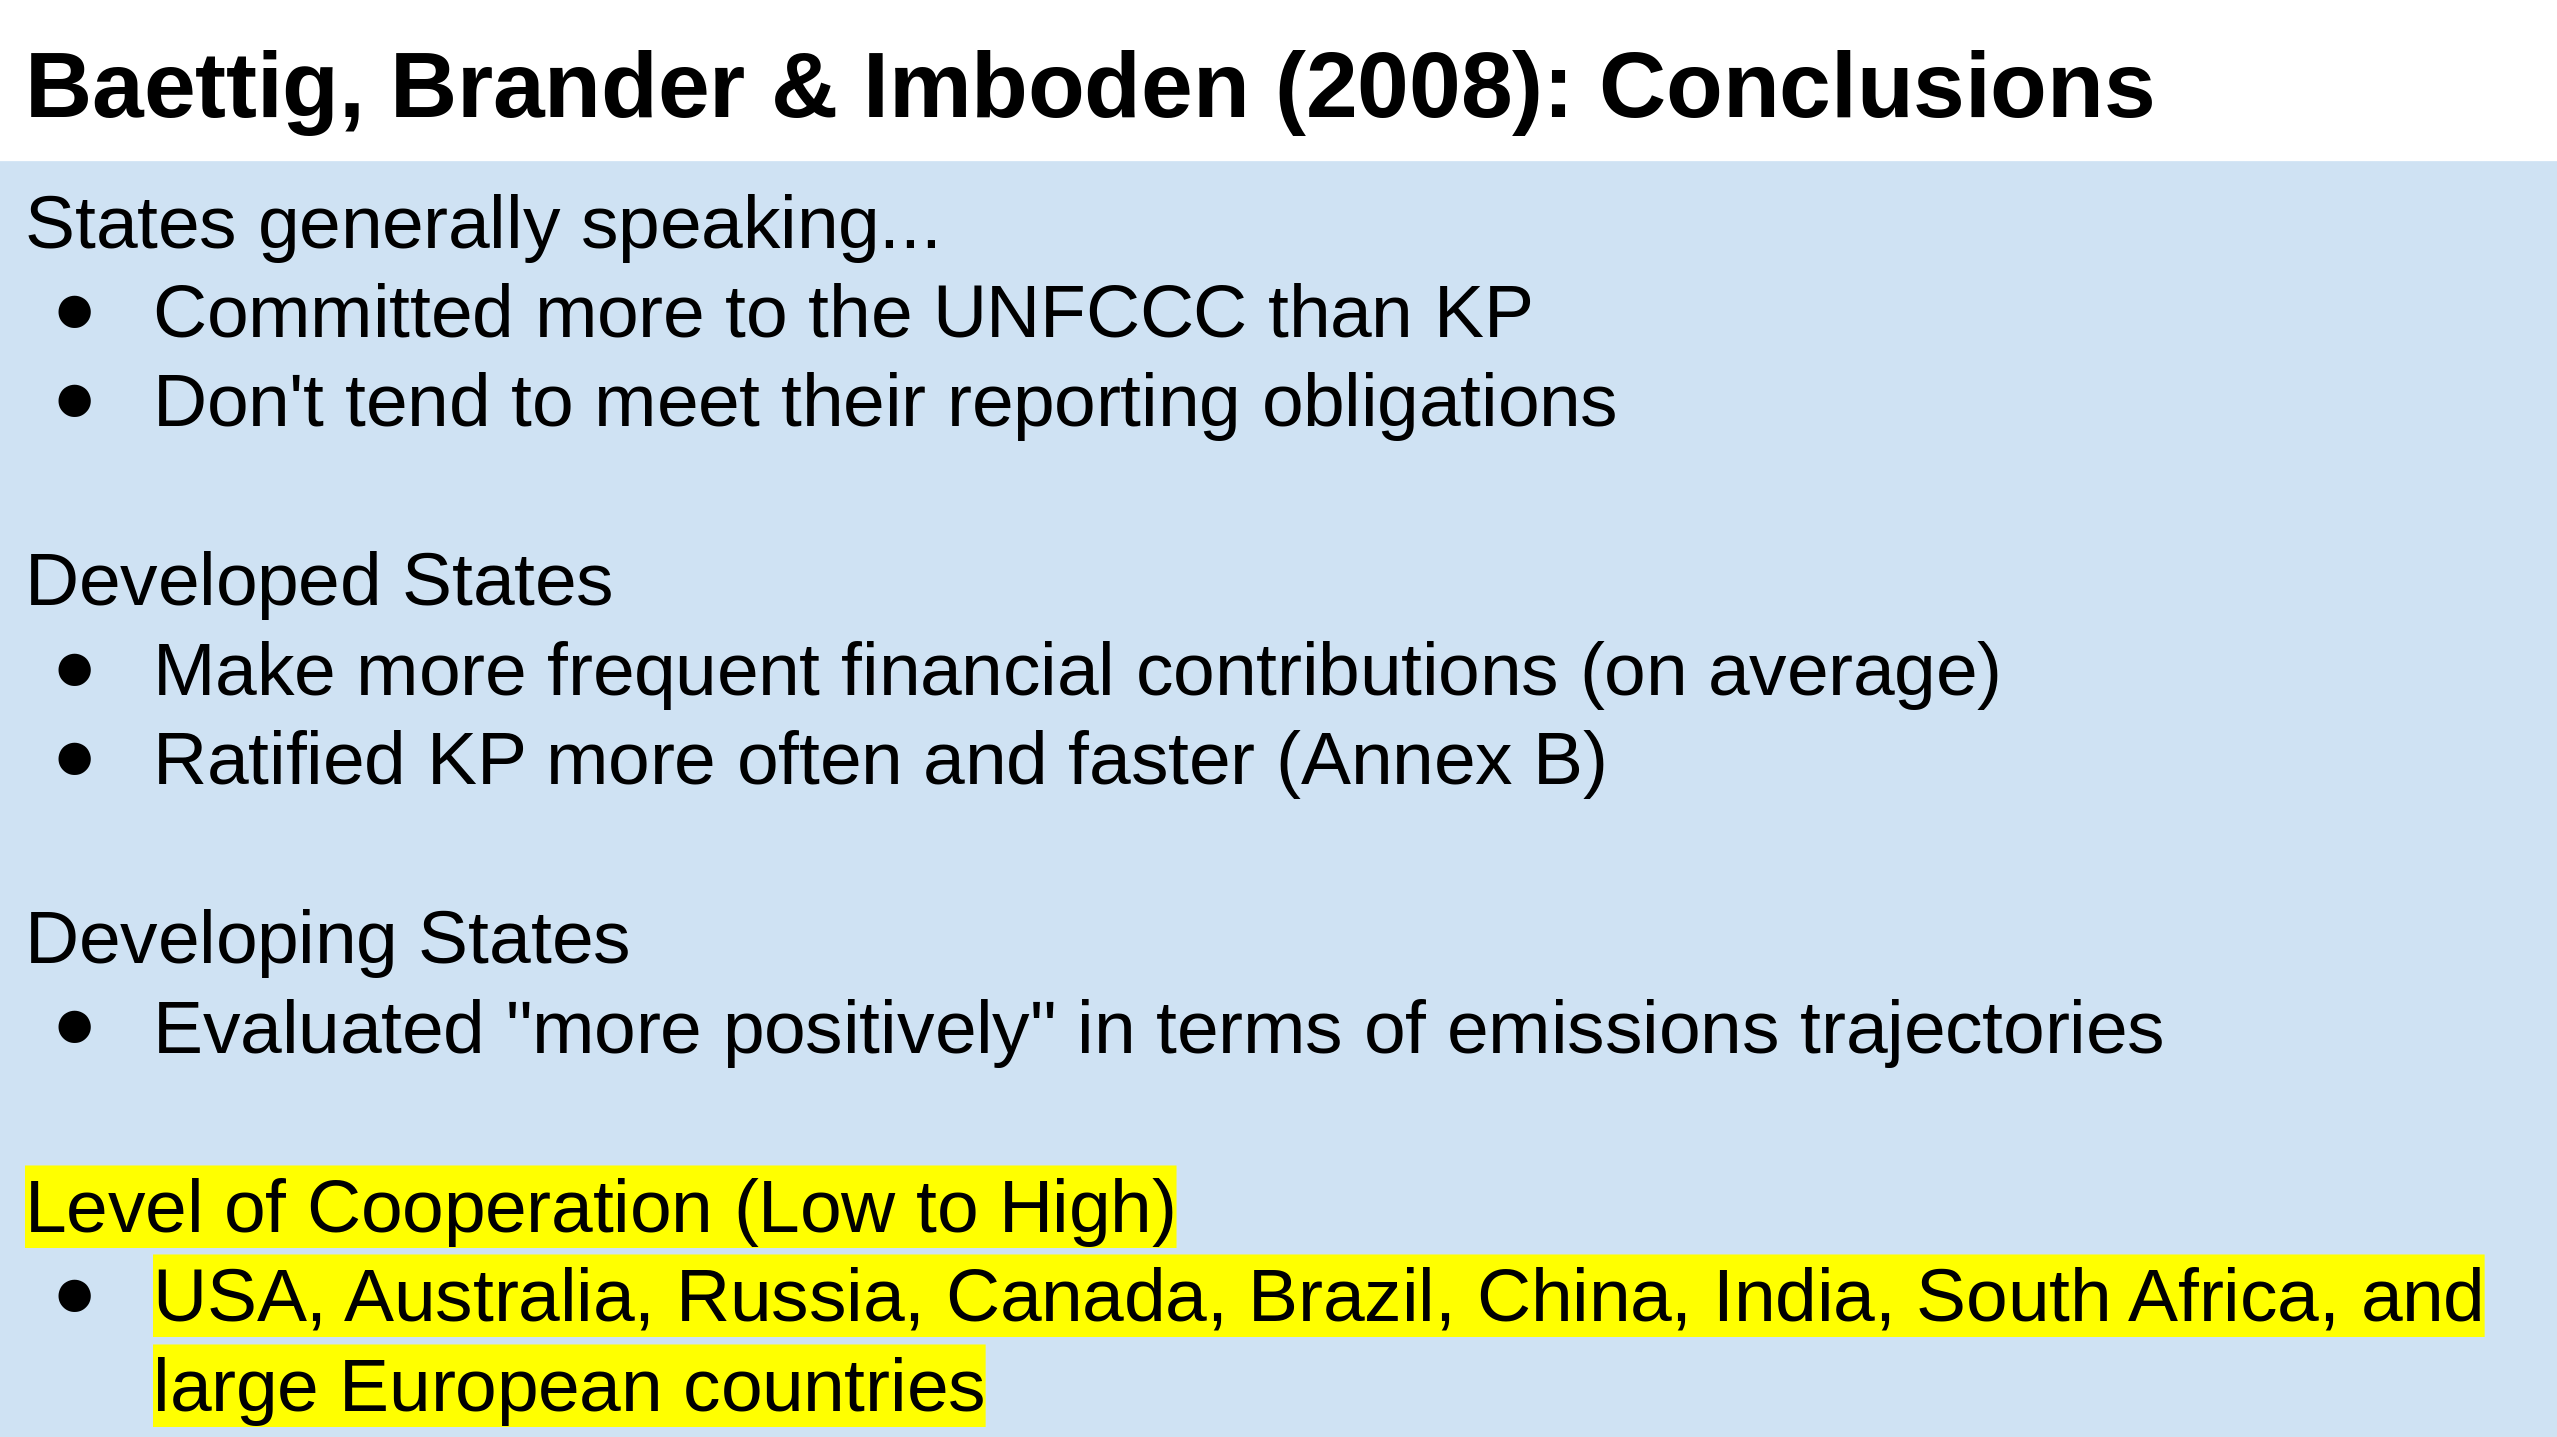 Baettig, Brander & Imboden (2008): Conclusions
States generally speaking...
● Committed more to the UNFCCC than KP
● Don't tend to meet their reporting obligations
Developed States
● Make more frequent financial contributions (on average)
● Ratified KP more often and faster (Annex B)
Developing States
● Evaluated "more positively" in terms of emissions trajectories
Level of Cooperation (Low to High)
● USA, Australia, Russia, Canada, Brazil, China, India, South Africa, and
large European countries